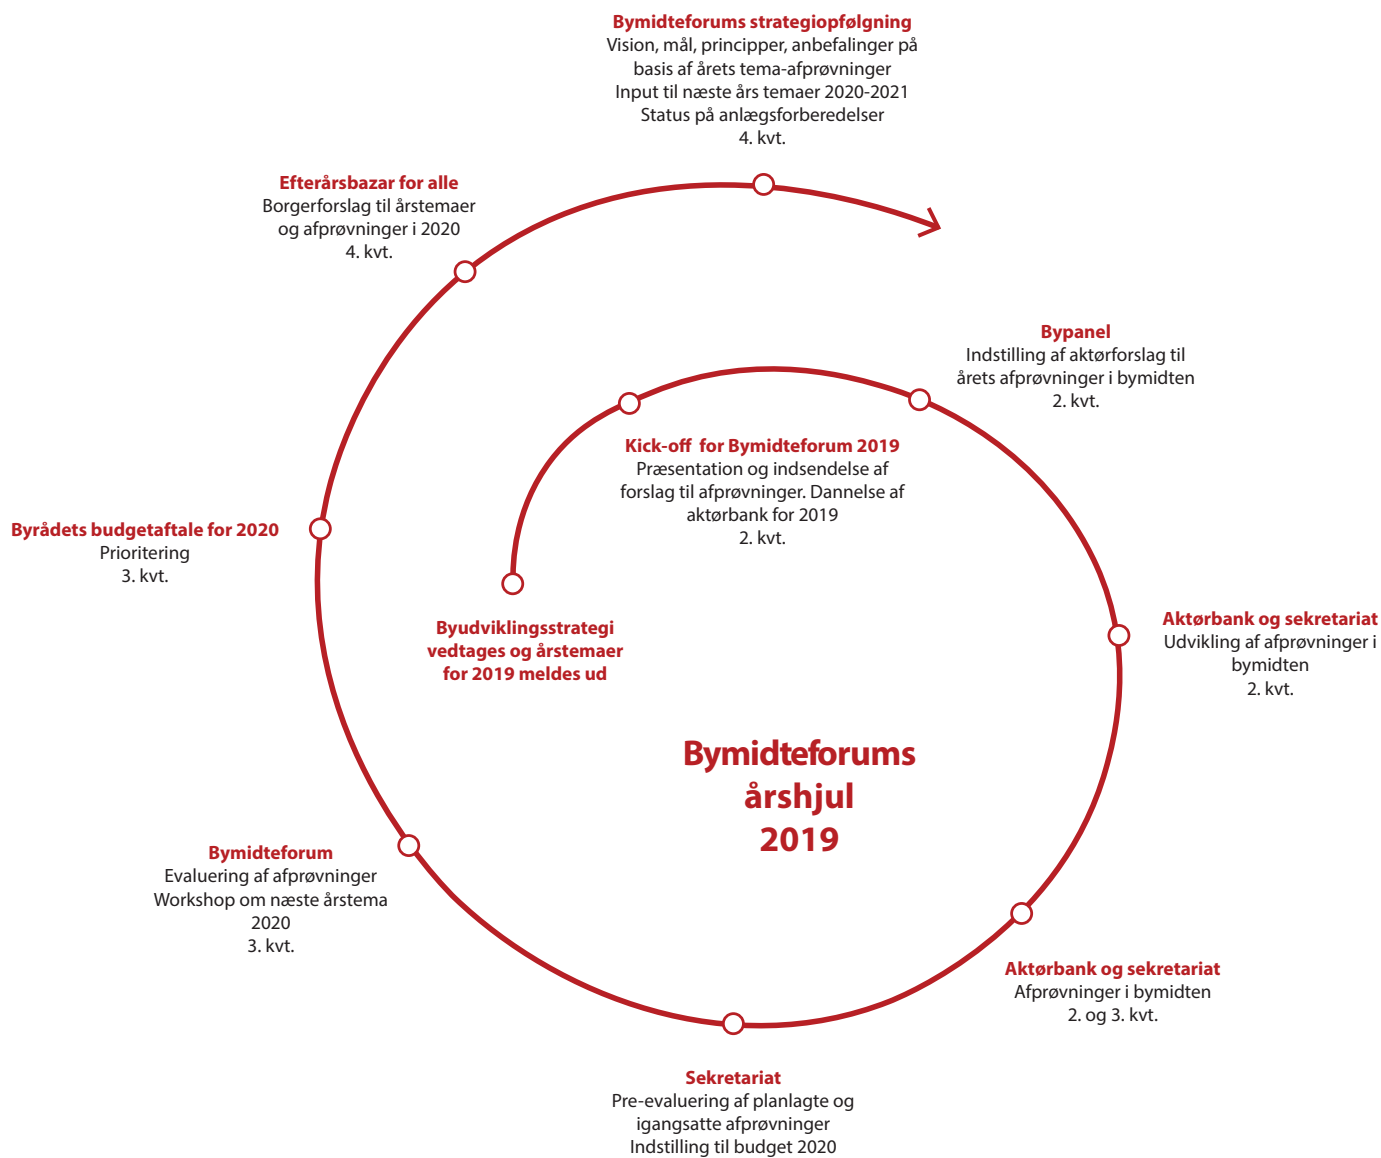 Bymidteforums strategiopfølgning
Vision, mål, principper, anbefalinger på
basis af årets tema-afprøvninger
Input til næste års temaer 2020-2021
Status på anlægsforberedelser
4. kvt.
Efterårsbazar for alle
Borgerforslag til årstemaer
og afprøvninger i 2020
4. kvt.
Bypanel
Indstilling af aktørforslag til
årets afprøvninger i bymidten
2. kvt.
Kick-off for Bymidteforum 2019
Præsentation og indsendelse af
forslag til afprøvninger. Dannelse af
aktørbank for 2019
2. kvt.
Byrådets budgetaftale for 2020
Prioritering
3. kvt.
Byudviklingsstrategi
vedtages og årstemaer
for 2019 meldes ud
Aktørbank og sekretariat
Udvikling af afprøvninger i
bymidten
2. kvt.
Bymidteforums
årshjul
2019
Bymidteforum
Evaluering af afprøvninger
Workshop om næste årstema
2020
3. kvt.
Aktørbank og sekretariat
Afprøvninger i bymidten
2. og 3. kvt.
Sekretariat
Pre-evaluering af planlagte og
igangsatte afprøvninger
Indstilling til budget 2020